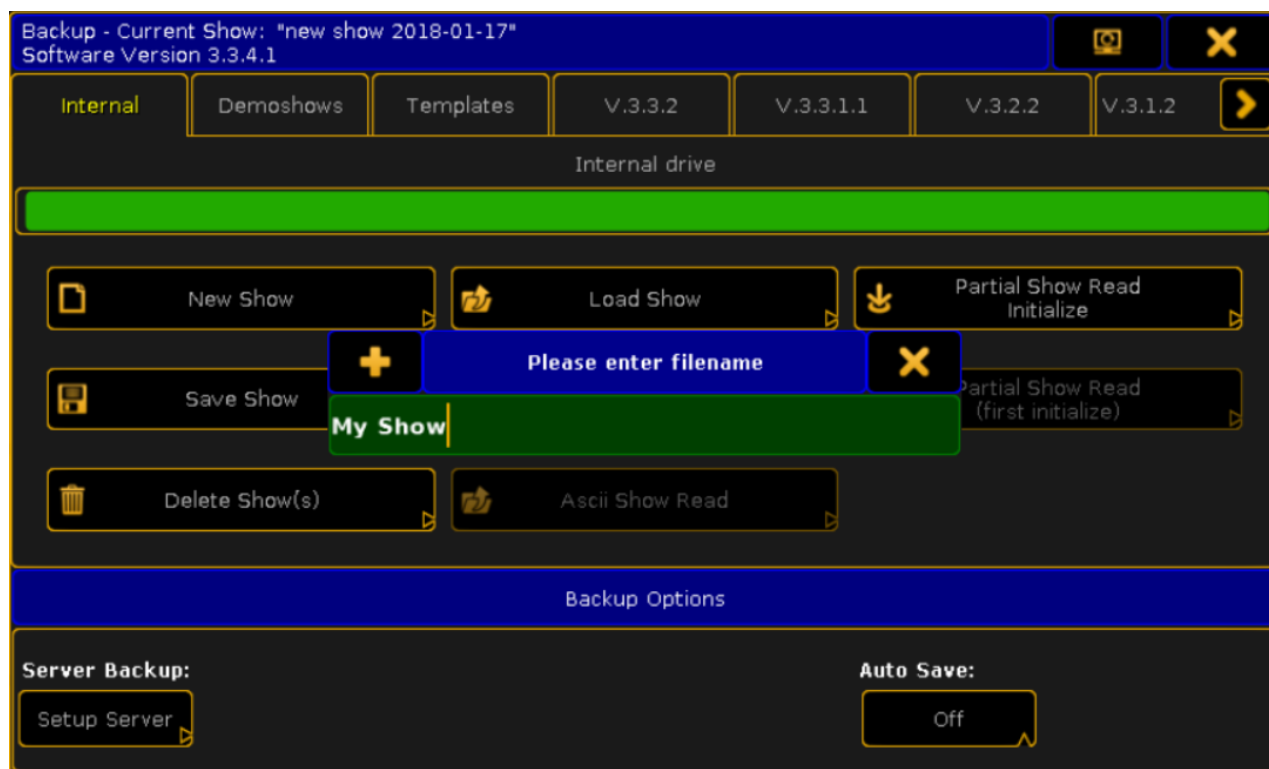 Backup - Current Show: "new show 2018-01-17"
Software Version 3.3.4.1
Internal
Demoshows
Templates
V.3.3.2
V.3.3.1.1
V.3.2.2
V.3.1.2
Internal drive
New Show
Load Show
Partial Show Read
Initialize
Please enter filename
Save Show
Partial Show Read
(first initialize)
My Show
Delete Show(s)
Ascii Show Read
Backup Options
Server Backup:
Auto Save:
Setup Server
Off